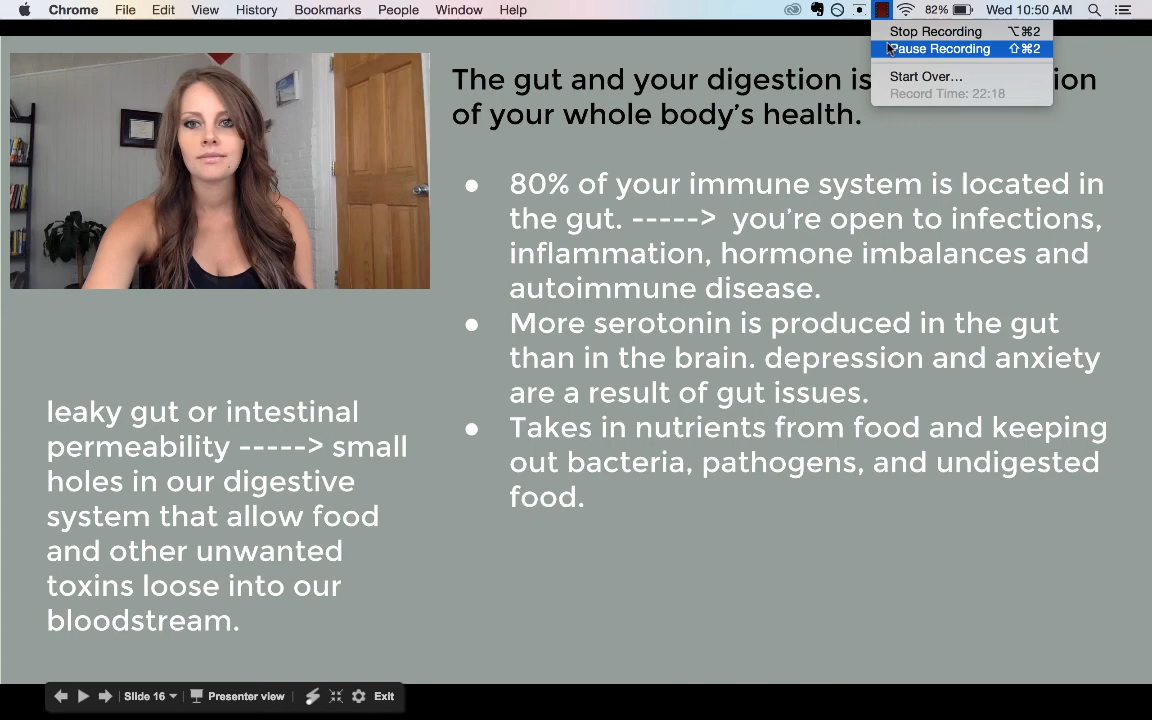 Chrome File Edit View History Bookmarks People Window Help 82% Wed 10:50 AM
Stop Recording ⌥⌘2
Pause Recording ⇧⌘2
Start Over...
Record Time: 22:18
The gut and your digestion is ion
of your whole body's health.
● 80% of your immune system is located in
the gut. -----> you're open to infections,
inflammation, hormone imbalances and
autoimmune disease.
● More serotonin is produced in the gut
than in the brain. depression and anxiety
are a result of gut issues.
● Takes in nutrients from food and keeping
out bacteria, pathogens, and undigested
food.
leaky gut or intestinal
permeability -----> small
holes in our digestive
system that allow food
and other unwanted
toxins loose into our
bloodstream.
Slide 16 Presenter view Exit